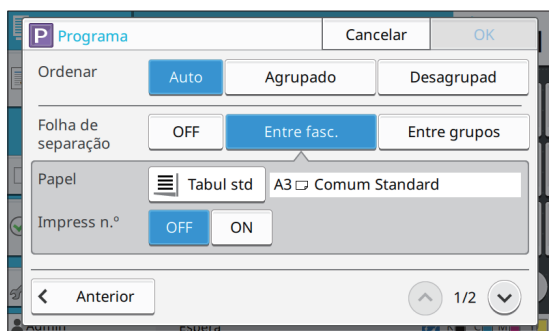 P Programa
Cancelar
OK
Ordenar
Auto
Agrupado
Desagrupad
Folha de
separação
OFF
Entre fasc.
Entre grupos
Papel
Tabul std
A3 Comum Standard
Impress n.º
OFF
ON
Anterior
1/2
Admin
Espera